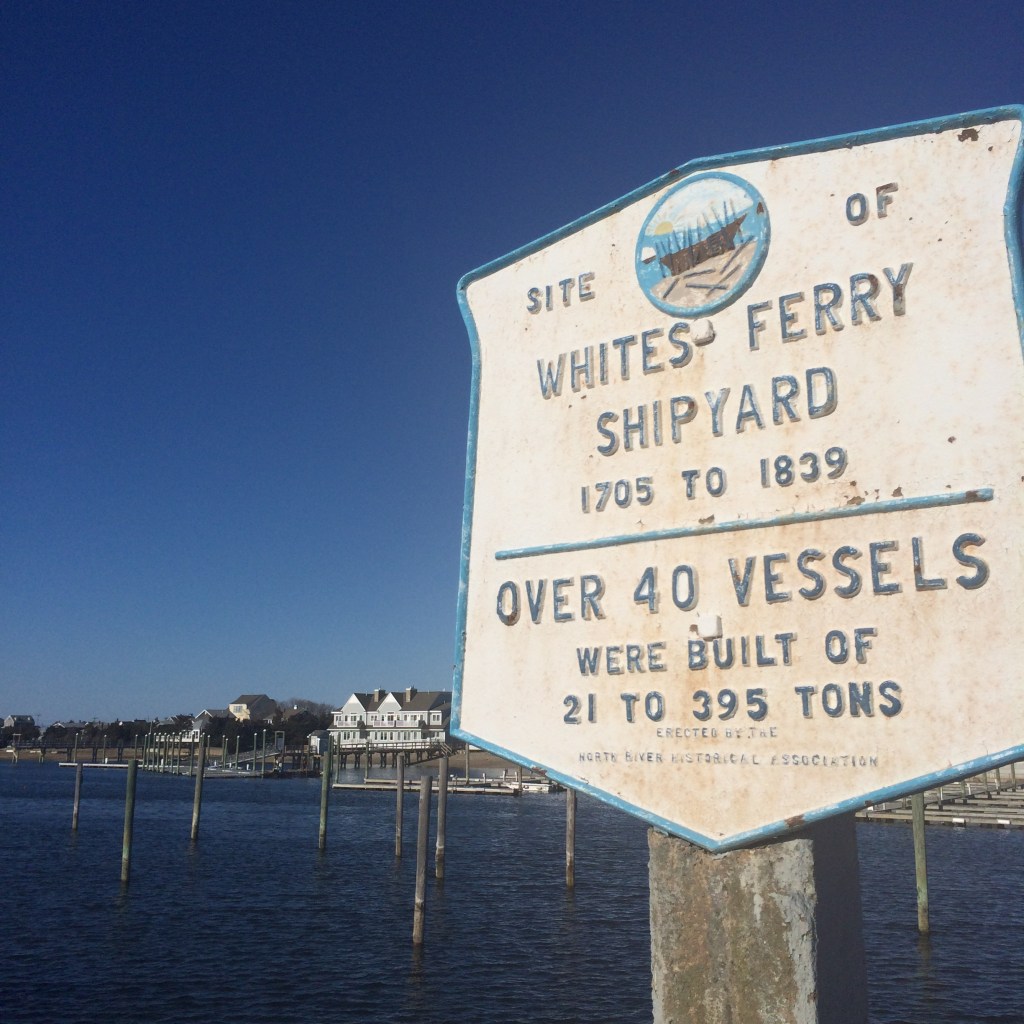 SITE OF
WHITES FERRY
SHIPYARD
1705 TO 1839
OVER 40 VESSELS
WERE BUILT OF
21 TO 395 TONS
ERECTED BY THE
NORTH RIVER HISTORICAL ASSOCIATION